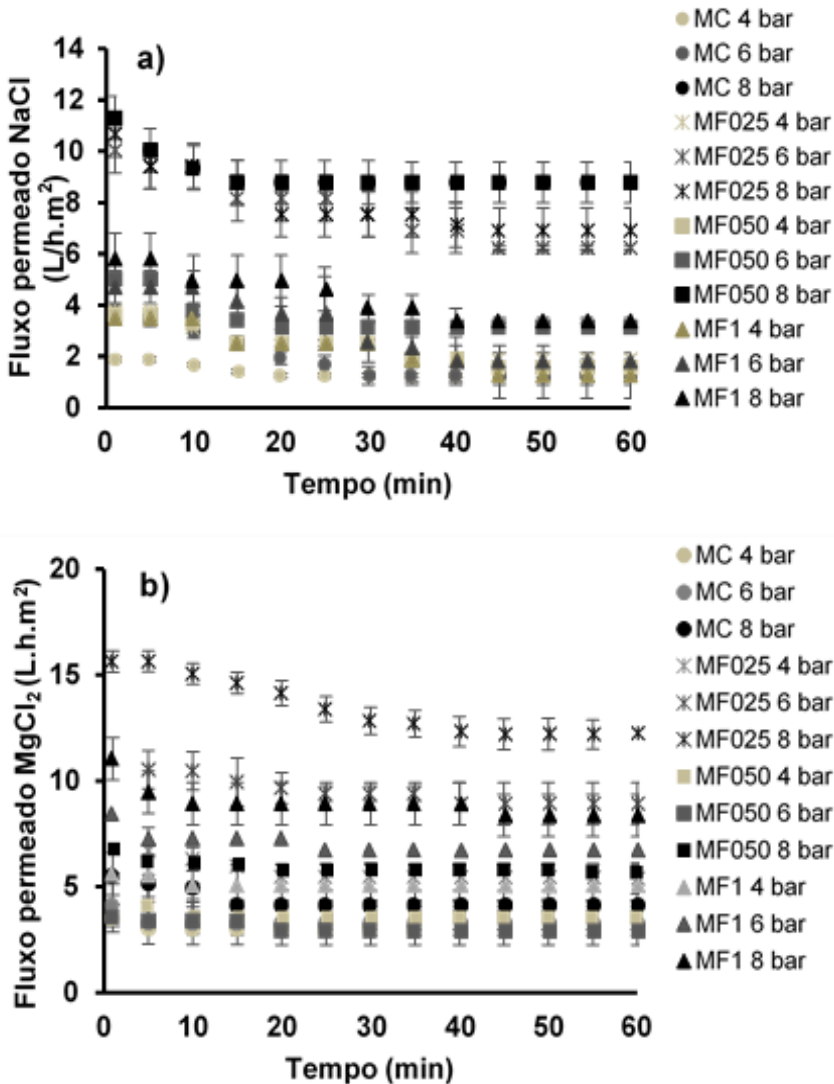 a)
Fluxo permeado NaCl
(L/h.m²)
14
12
10
8
6
4
2
0
0 10 20 30 40 50 60
Tempo (min)
MC 4 bar
MC 6 bar
MC 8 bar
MF025 4 bar
MF025 6 bar
MF025 8 bar
MF050 4 bar
MF050 6 bar
MF050 8 bar
MF1 4 bar
MF1 6 bar
MF1 8 bar
b)
Fluxo permeado MgCl₂ (L.h.m²)
20
15
10
5
0
0 10 20 30 40 50 60
Tempo (min)
MC 4 bar
MC 6 bar
MC 8 bar
MF025 4 bar
MF025 6 bar
MF025 8 bar
MF050 4 bar
MF050 6 bar
MF050 8 bar
MF1 4 bar
MF1 6 bar
MF1 8 bar